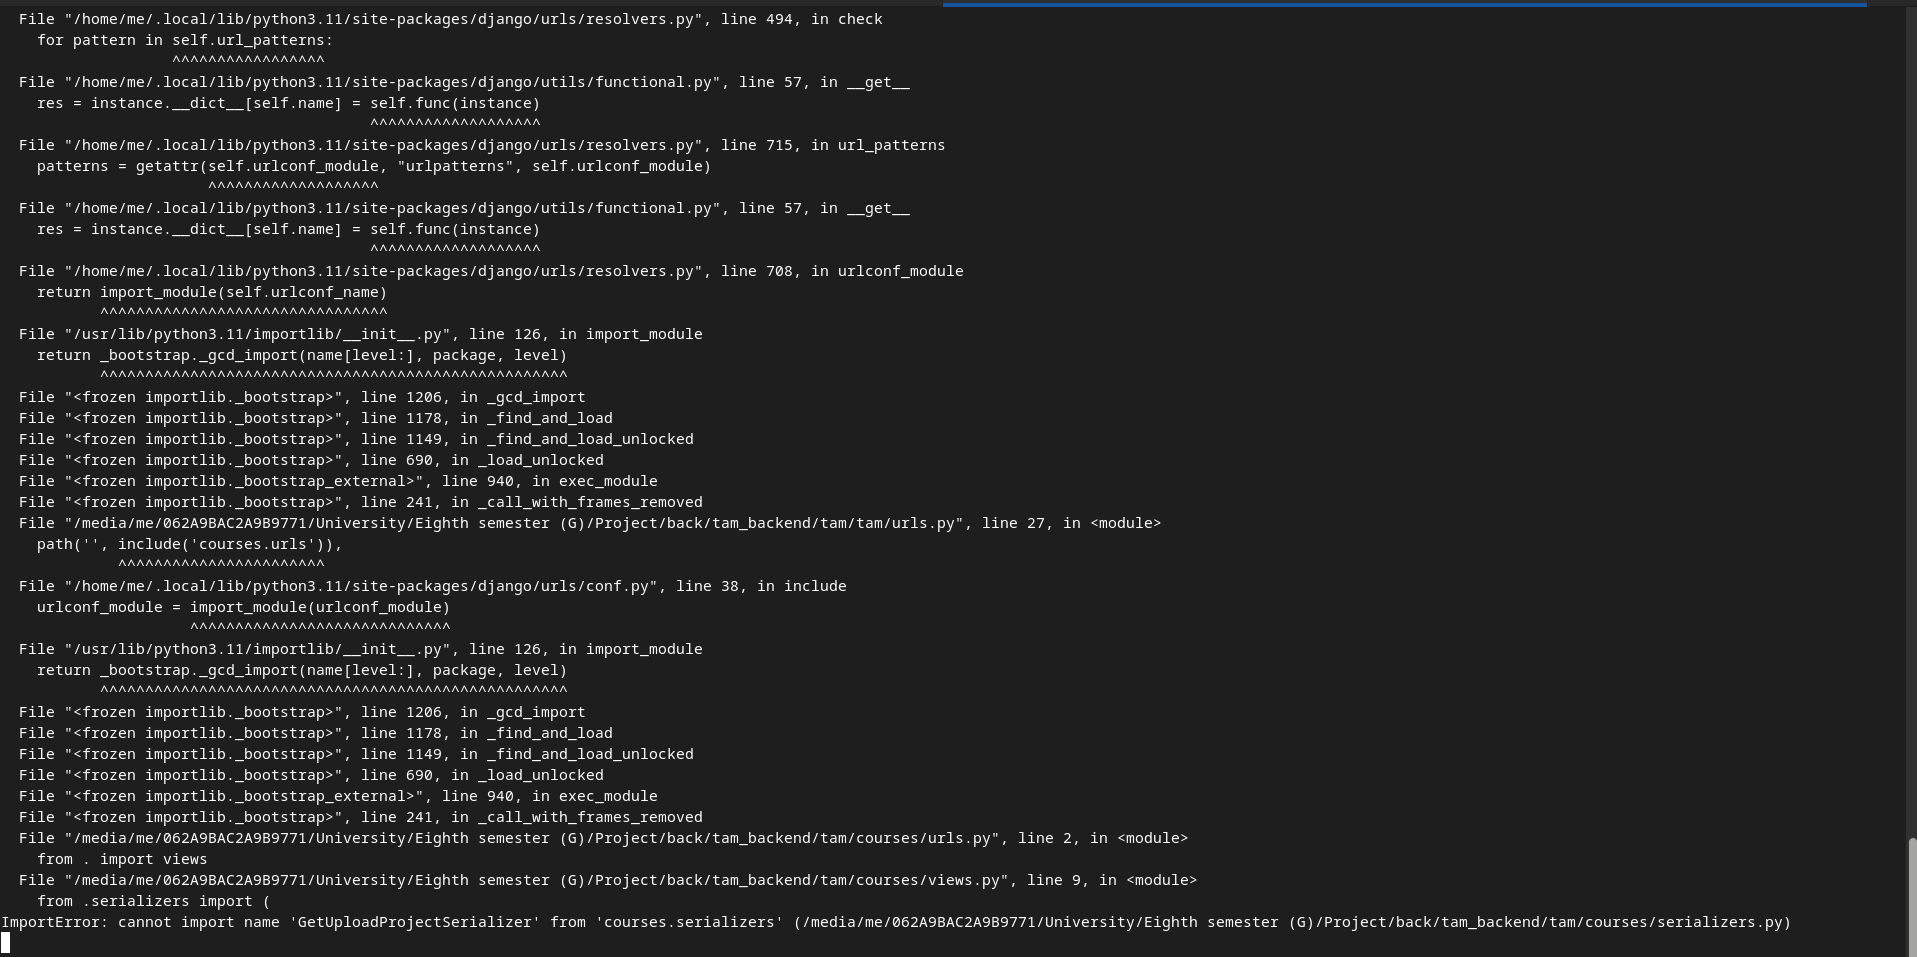 File "/home/me/.local/lib/python3.11/site-packages/django/urls/resolvers.py", line 494, in check
for pattern in self.url_patterns:
^^^^^^^^^^^^^^^^^
File "/home/me/.local/lib/python3.11/site-packages/django/utils/functional.py", line 57, in __get__
res = instance.__dict__[self.name] = self.func(instance)
^^^^^^^^^^^^^^^^^^^
File "/home/me/.local/lib/python3.11/site-packages/django/urls/resolvers.py", line 715, in url_patterns
patterns = getattr(self.urlconf_module, "urlpatterns", self.urlconf_module)
^^^^^^^^^^^^^^^^^^^
File "/home/me/.local/lib/python3.11/site-packages/django/utils/functional.py", line 57, in __get__
res = instance.__dict__[self.name] = self.func(instance)
^^^^^^^^^^^^^^^^^^^
File "/home/me/.local/lib/python3.11/site-packages/django/urls/resolvers.py", line 708, in urlconf_module
return import_module(self.urlconf_name)
^^^^^^^^^^^^^^^^^^^^^^^^^^^^^^^^
File "/usr/lib/python3.11/importlib/__init__.py", line 126, in import_module
return _bootstrap._gcd_import(name[level:], package, level)
^^^^^^^^^^^^^^^^^^^^^^^^^^^^^^^^^^^^^^^^^^^^^^^^^^^^
File "<frozen importlib._bootstrap>", line 1206, in _gcd_import
File "<frozen importlib._bootstrap>", line 1178, in _find_and_load
File "<frozen importlib._bootstrap>", line 1149, in _find_and_load_unlocked
File "<frozen importlib._bootstrap>", line 690, in _load_unlocked
File "<frozen importlib._bootstrap_external>", line 940, in exec_module
File "<frozen importlib._bootstrap>", line 241, in _call_with_frames_removed
File "/media/me/062A9BAC2A9B9771/University/Eighth semester (G)/Project/back/tam_backend/tam/tam/urls.py", line 27, in <module>
path('', include('courses.urls')),
^^^^^^^^^^^^^^^^^^^^^^^
File "/home/me/.local/lib/python3.11/site-packages/django/urls/conf.py", line 38, in include
urlconf_module = import_module(urlconf_module)
^^^^^^^^^^^^^^^^^^^^^^^^^^^^^
File "/usr/lib/python3.11/importlib/__init__.py", line 126, in import_module
return _bootstrap._gcd_import(name[level:], package, level)
^^^^^^^^^^^^^^^^^^^^^^^^^^^^^^^^^^^^^^^^^^^^^^^^^^^^
File "<frozen importlib._bootstrap>", line 1206, in _gcd_import
File "<frozen importlib._bootstrap>", line 1178, in _find_and_load
File "<frozen importlib._bootstrap>", line 1149, in _find_and_load_unlocked
File "<frozen importlib._bootstrap>", line 690, in _load_unlocked
File "<frozen importlib._bootstrap_external>", line 940, in exec_module
File "<frozen importlib._bootstrap>", line 241, in _call_with_frames_removed
File "/media/me/062A9BAC2A9B9771/University/Eighth semester (G)/Project/back/tam_backend/tam/courses/urls.py", line 2, in <module>
from . import views
File "/media/me/062A9BAC2A9B9771/University/Eighth semester (G)/Project/back/tam_backend/tam/courses/views.py", line 9, in <module>
from .serializers import (
ImportError: cannot import name 'GetUploadProjectSerializer' from 'courses.serializers' (/media/me/062A9BAC2A9B9771/University/Eighth semester (G)/Project/back/tam_backend/tam/courses/serializers.py)